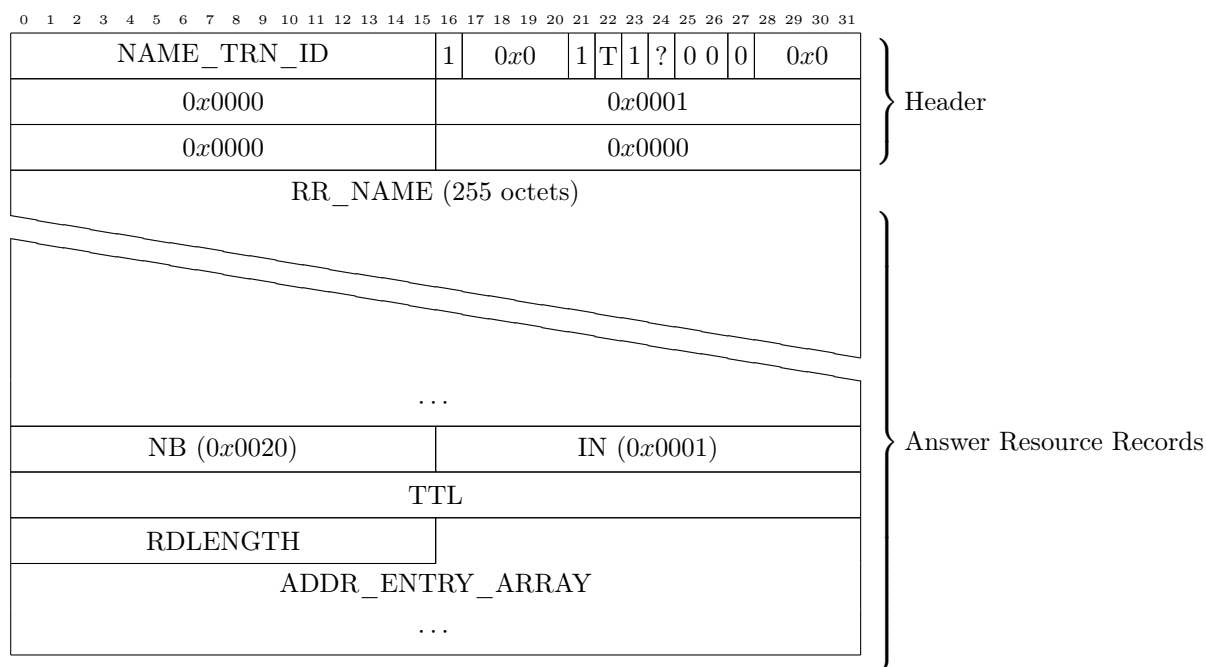 0 1 2 3 4 5 6 7 8 9 10 11 12 13 14 15 16 17 18 19 20 21 22 23 24 25 26 27 28 29 30 31
NAME_TRN_ID 1 0x0 1 T 1 ? 0 0 0 0x0
0x0000 0x0001
Header
0x0000 0x0000
RR_NAME (255 octets)
...
NB (0x0020) IN (0x0001)
Answer Resource Records
TTL
RDLENGTH
ADDR_ENTRY_ARRAY
...